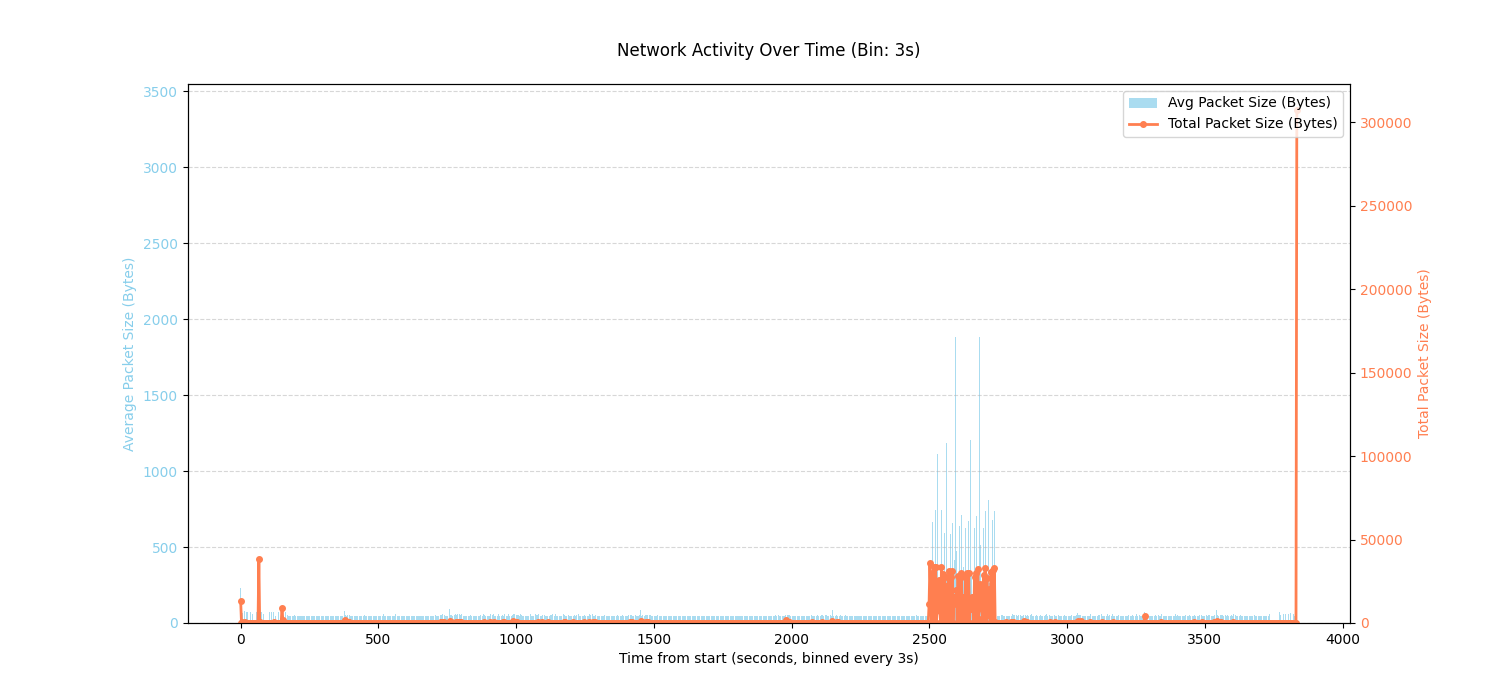 Network Activity Over Time (Bin: 3s)
Avg Packet Size (Bytes)
Total Packet Size (Bytes)
Average Packet Size (Bytes)
3500
3000
2500
2000
1500
1000
500
0
300000
250000
200000
150000
100000
50000
0
Total Packet Size (Bytes)
0 500 1000 1500 2000 2500 3000 3500 4000
Time from start (seconds, binned every 3s)